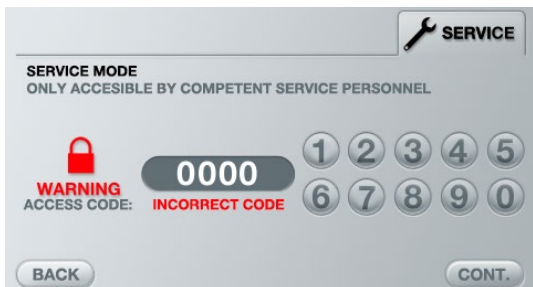 SERVICE
SERVICE MODE
ONLY ACCESIBLE BY COMPETENT SERVICE PERSONNEL
1 2 3 4 5
0000
WARNING
6 7 8 9 0
ACCESS CODE: INCORRECT CODE
BACK CONT.